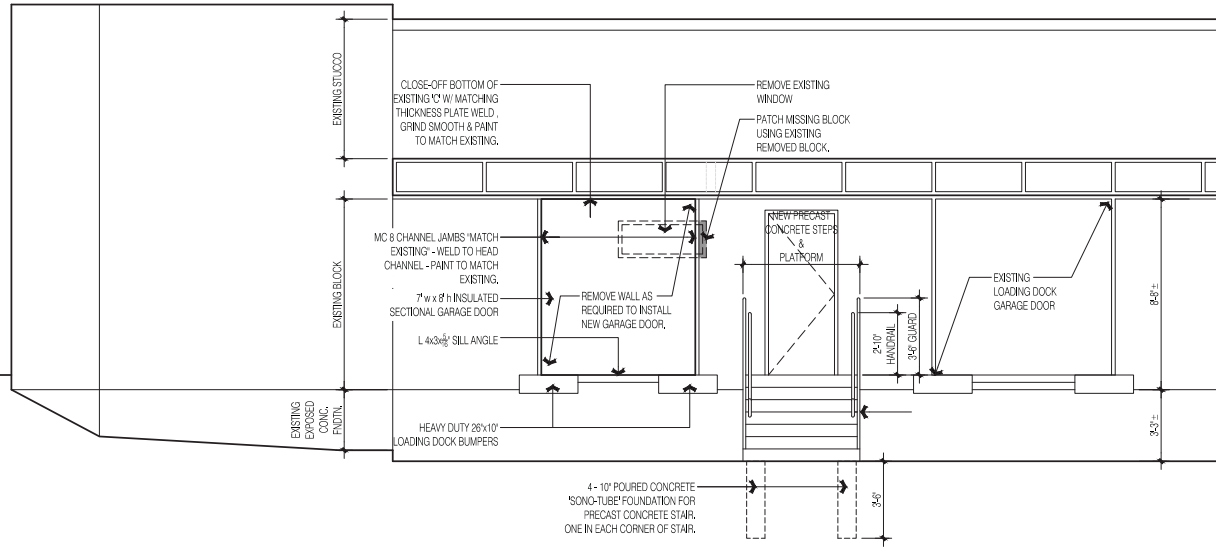 EXISTING STUCCO
CLOSE-OFF BOTTOM OF
EXISTING 'C' W/ MATCHING
THICKNESS PLATE WELD ,
GRIND SMOOTH & PAINT
TO MATCH EXISTING.
REMOVE EXISTING
WINDOW
PATCH MISSING BLOCK
USING EXISTING
REMOVED BLOCK.
EXISTING BLOCK
MC 8 CHANNEL JAMBS "MATCH
EXISTING" - WELD TO HEAD
CHANNEL - PAINT TO MATCH
EXISTING.
7' w x 8' h INSULATED
SECTIONAL GARAGE DOOR
L 4x3x5/16" SILL ANGLE
REMOVE WALL AS
REQUIRED TO INSTALL
NEW GARAGE DOOR.
NEW PRECAST
CONCRETE STEPS
&
PLATFORM
2'-10"
HANDRAIL
3'-6" GUARD
EXISTING
LOADING DOCK
GARAGE DOOR
8'-8" ±
3'-3" ±
EXISTING
EXPOSED
CONC.
FNDTN.
HEAVY DUTY 26"x10"
LOADING DOCK BUMPERS
4 - 10" POURED CONCRETE
'SONO-TUBE' FOUNDATION FOR
PRECAST CONCRETE STAIR.
ONE IN EACH CORNER OF STAIR.
3'-6"